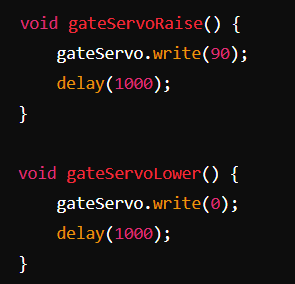 void gateServoRaise() {
    gateServo.write(90);
    delay(1000);
}

void gateServoLower() {
    gateServo.write(0);
    delay(1000);
}